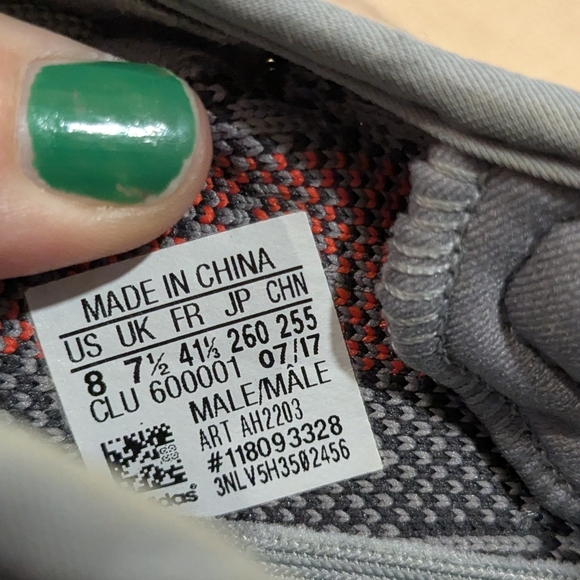 MADE IN CHINA
US UK FR JP CHN
8 7½ 41⅓ 260 255
CLU 600001 07/17
MALE/MÂLE
ART AH2203
#118093328
3NLV5H3502456